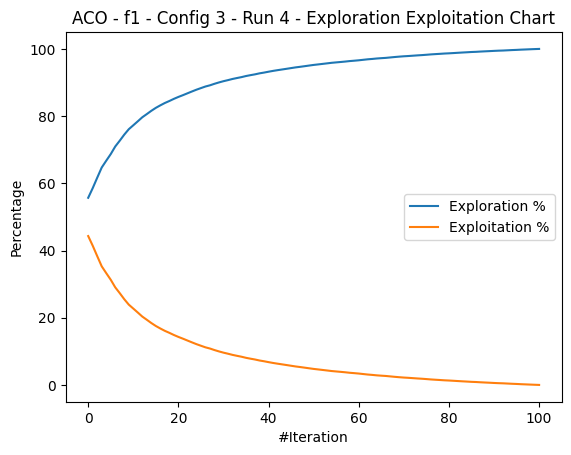 ACO - f1 - Config 3 - Run 4 - Exploration Exploitation Chart
100
80
60
40
20
0
Percentage
Exploration %
Exploitation %
0 20 40 60 80 100
#Iteration